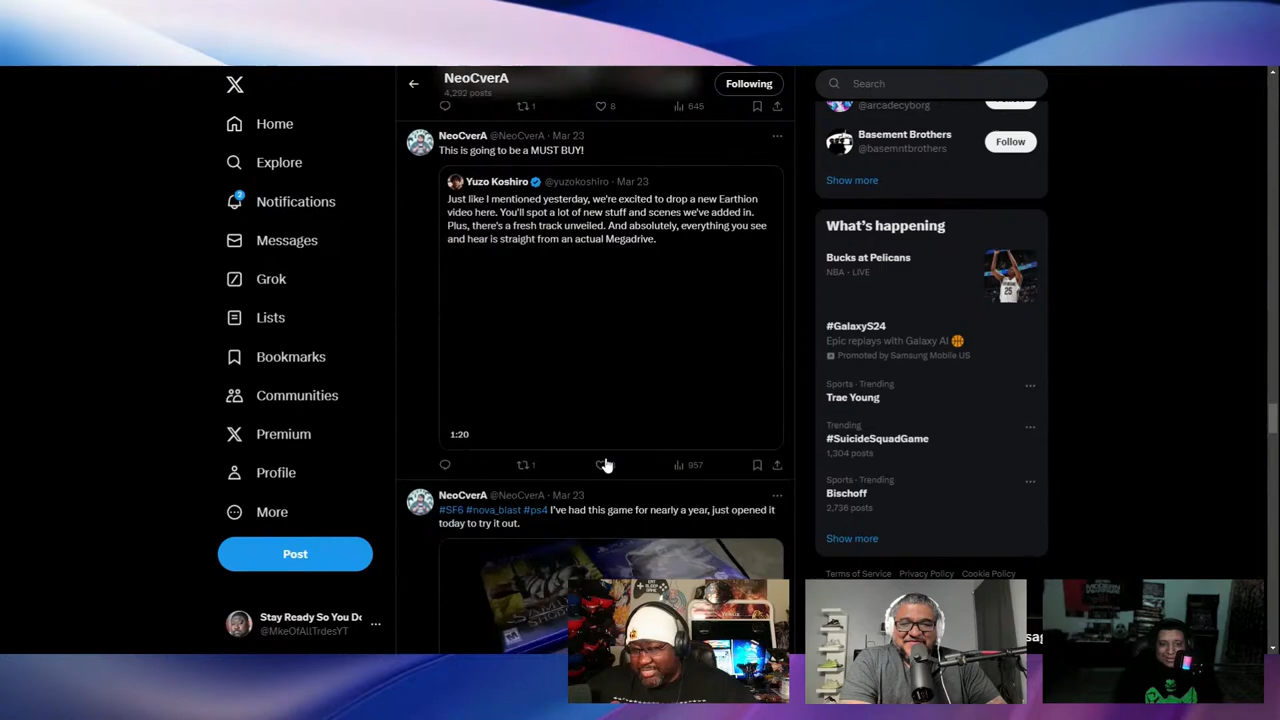 Home
Explore
2
Notifications
Messages
Grok
Lists
Bookmarks
Communities
Premium
Profile
More
Post
Stay Ready So You Do
@MkeOfAllTrdesYT
NeoCverA
4,292 posts
Following
1
8
645
NeoCverA @NeoCverA · Mar 23
This is going to be a MUST BUY!
Yuzo Koshiro @yuzokoshiro · Mar 23
Just like I mentioned yesterday, we're excited to drop a new Earthion
video here. You'll spot a lot of new stuff and scenes we've added in.
Plus, there's a fresh track unveiled. And absolutely, everything you see
and hear is straight from an actual Megadrive.
1:20
1
957
NeoCverA @NeoCverA · Mar 23
#SF6 #nova_blast #ps4 I've had this game for nearly a year, just opened it
today to try it out.
Search
@arcadecyborg
Basement Brothers
@basemntbrothers
Follow
Show more
What's happening
Bucks at Pelicans
NBA · LIVE
#GalaxyS24
Epic replays with Galaxy AI
Promoted by Samsung Mobile US
Sports · Trending
Trae Young
Trending
#SuicideSquadGame
1,304 posts
Sports · Trending
Bischoff
2,736 posts
Show more
Terms of Service Privacy Policy Cookie Policy